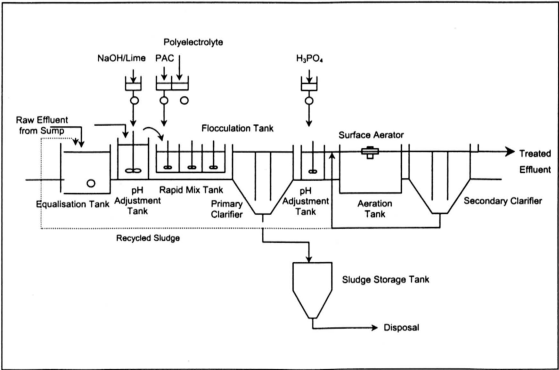 Polyelectrolyte
NaOH/Lime PAC
H₃PO₄
Raw Effluent
from Sump
Flocculation Tank
Surface Aerator
Treated
Effluent
Equalisation Tank
pH
Adjustment
Tank
Rapid Mix Tank
Primary
Clarifier
pH
Adjustment
Tank
Aeration
Tank
Secondary Clarifier
Recycled Sludge
Sludge Storage Tank
Disposal